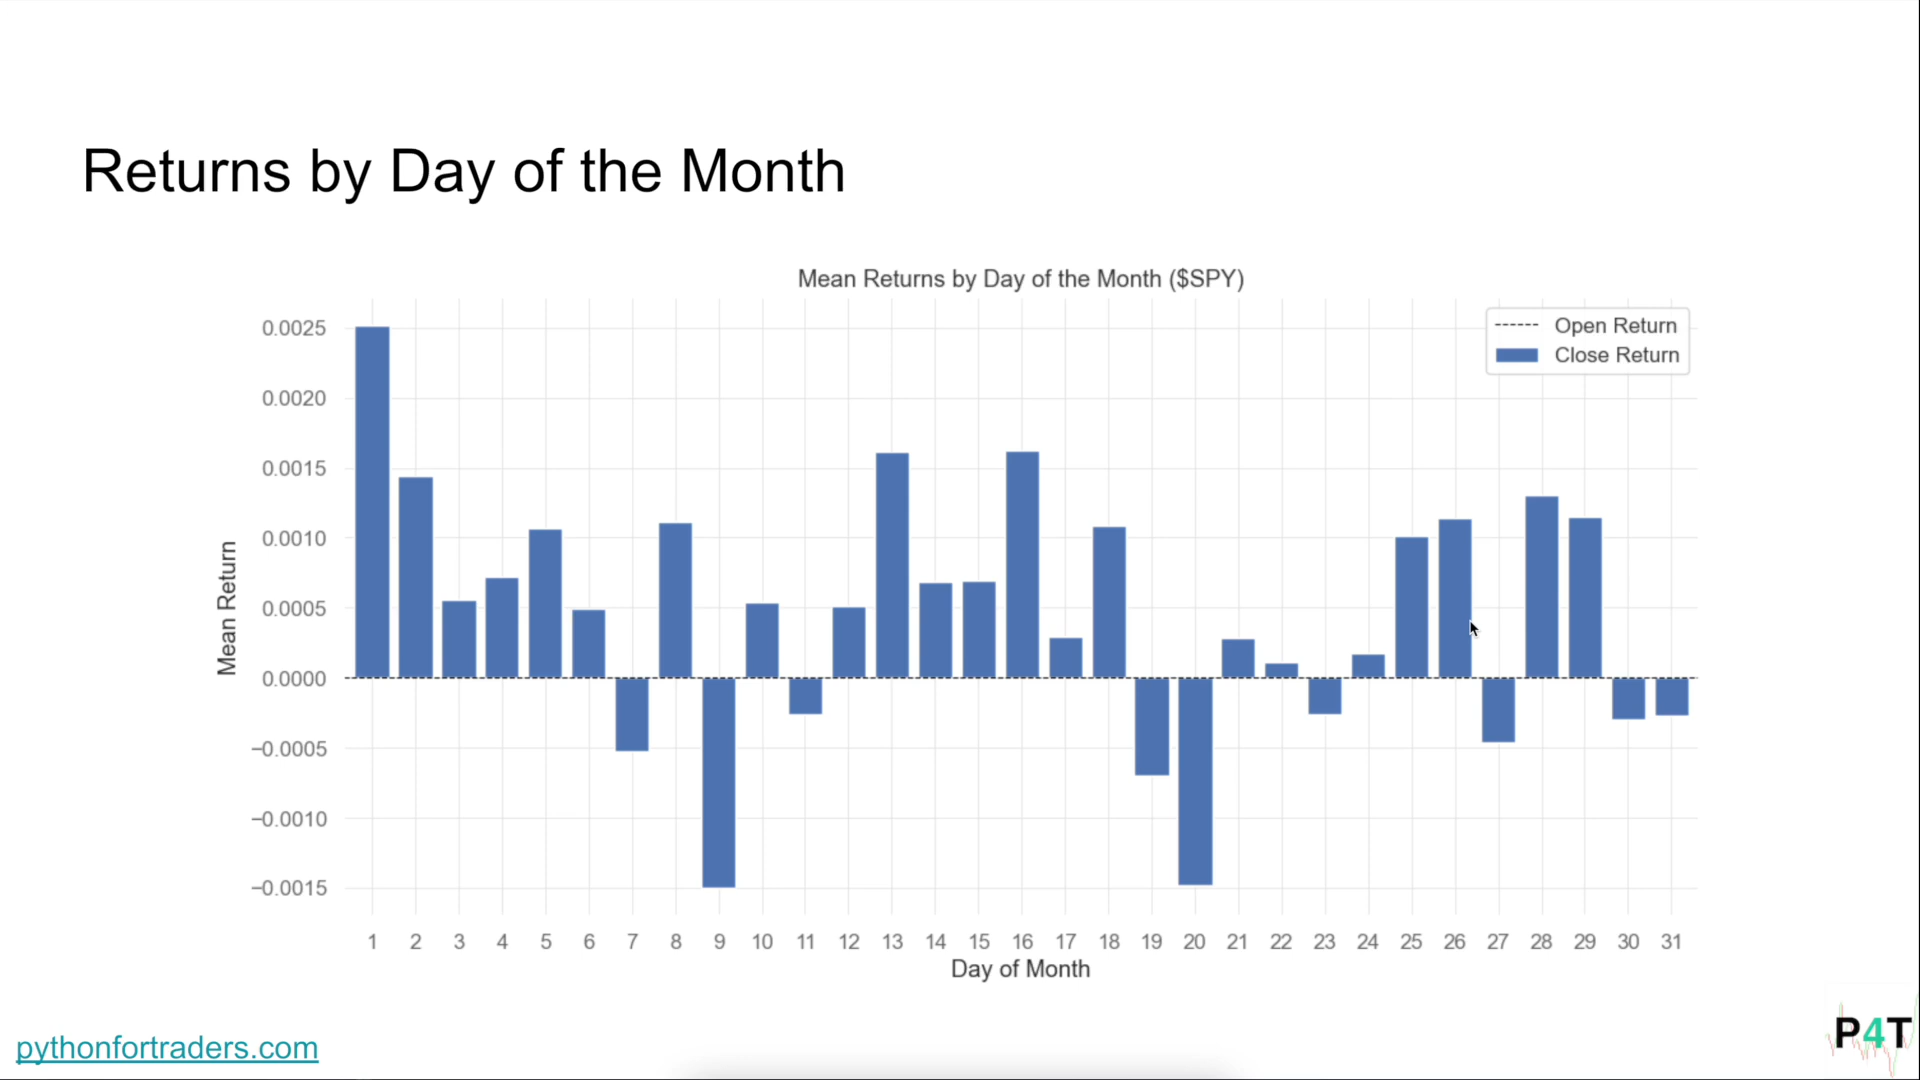 Returns by Day of the Month
Mean Returns by Day of the Month ($SPY)
Open Return
Close Return
0.0025
0.0020
0.0015
0.0010
0.0005
0.0000
−0.0005
−0.0010
−0.0015
Mean Return
1 2 3 4 5 6 7 8 9 10 11 12 13 14 15 16 17 18 19 20 21 22 23 24 25 26 27 28 29 30 31
Day of Month
pythonfortraders.com
P4T